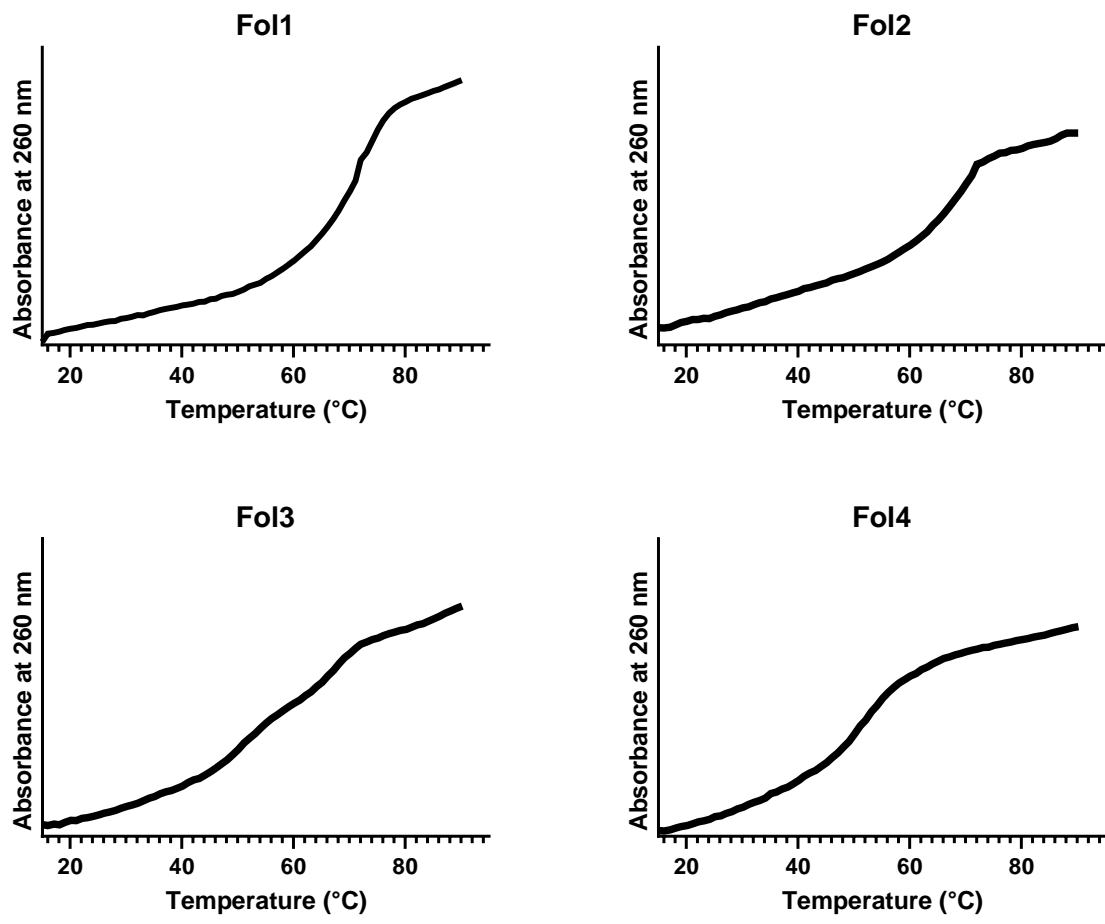 Fol1
Absorbance at 260 nm
20 40 60 80
Temperature (°C)
Fol2
Absorbance at 260 nm
20 40 60 80
Temperature (°C)
Fol3
Absorbance at 260 nm
20 40 60 80
Temperature (°C)
Fol4
Absorbance at 260 nm
20 40 60 80
Temperature (°C)